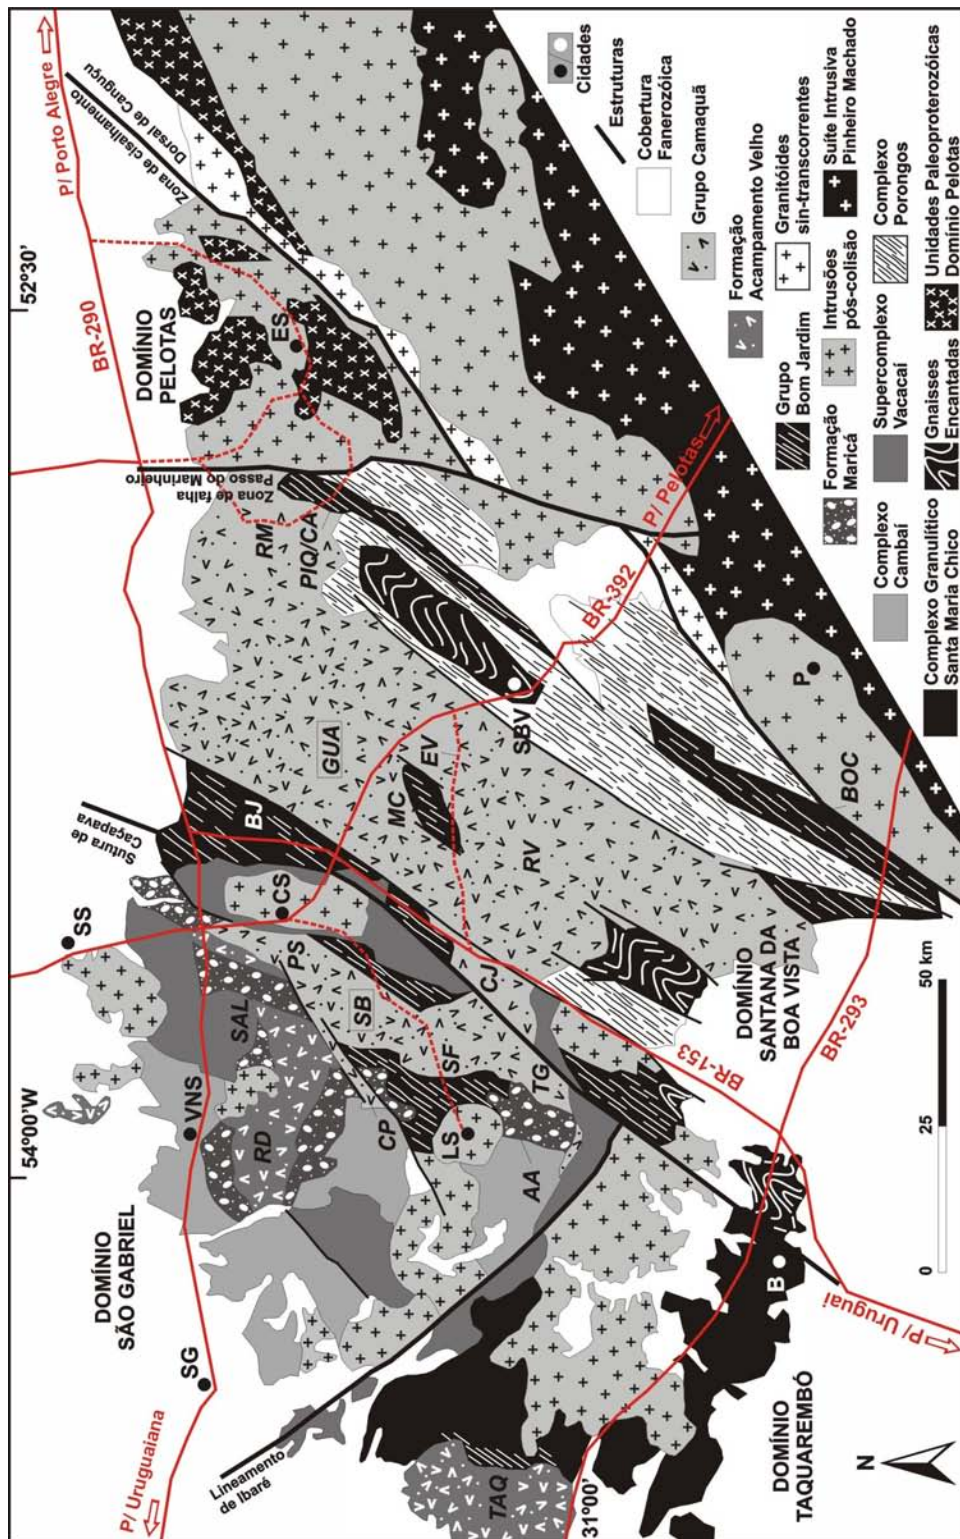 P/ Uruguaiana
SG
DOMÍNIO
SÃO GABRIEL
54°00'W
VNS
SS
Sutura de
Caçapava
BR-290
P/ Porto Alegre
52°30'
DOMÍNIO
PELOTAS
Zona de cisalhamento
Dorsal de Canguçu
Zona de falha
Passo do Marinheiro
Lineamento
de Ibaré
RD
SAL
CS
BJ
PS
SB
CP
GUA
RM
PIQ/CA
ES
LS
SF
CJ
MC
EV
AA
TG
RV
SBV
BR-392
P/ Pelotas
TAQ
31°00'
DOMÍNIO
TAQUAREMBÓ
B
P/ Uruguai
BR-153
DOMÍNIO
SANTANA DA
BOA VISTA
BR-293
BOC
P
N
0
25
50 km
Cidades
Estruturas
Cobertura
Fanerozóica
Grupo Camaquã
Formação
Acampamento Velho
Grupo
Bom Jardim
Granitóides
sin-transcorrentes
Formação
Maricá
Intrusões
pós-colisão
Suíte Intrusiva
Pinheiro Machado
Complexo
Cambaí
Supercomplexo
Vacacaí
Complexo
Porongos
Complexo Granulítico
Santa Maria Chico
Gnaisses
Encantadas
Unidades Paleoproterozóicas
Domínio Pelotas